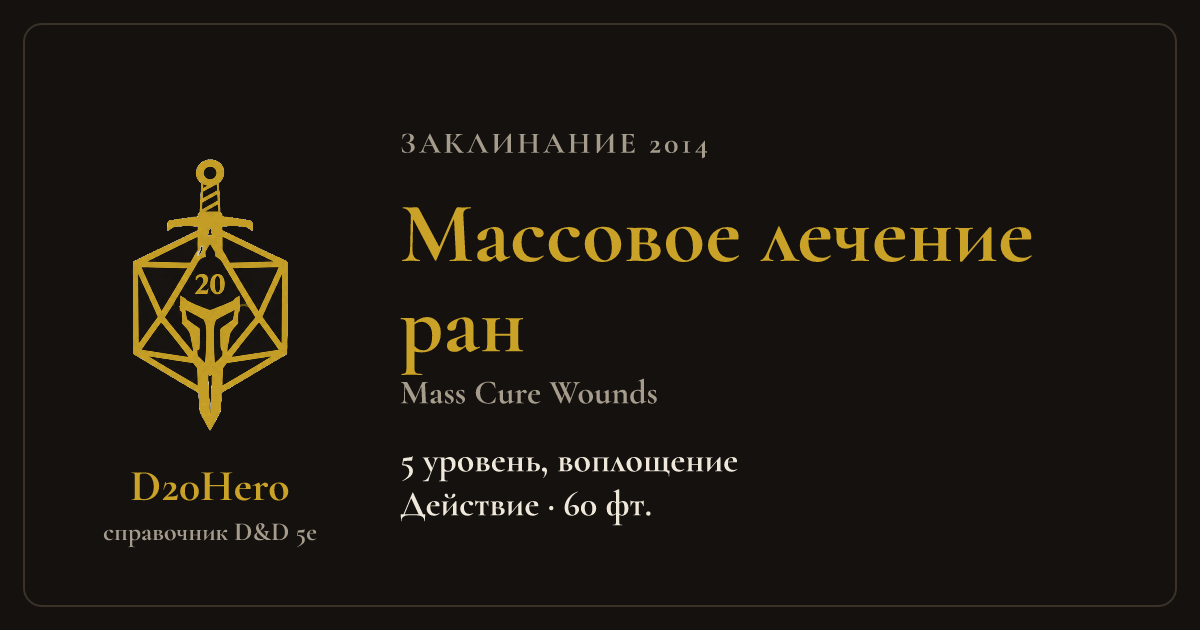 20
D20Hero
справочник D&D 5e
ЗАКЛИНАНИЕ 2014
Массовое лечение
ран
Mass Cure Wounds
5 уровень, воплощение
Действие · 60 фт.